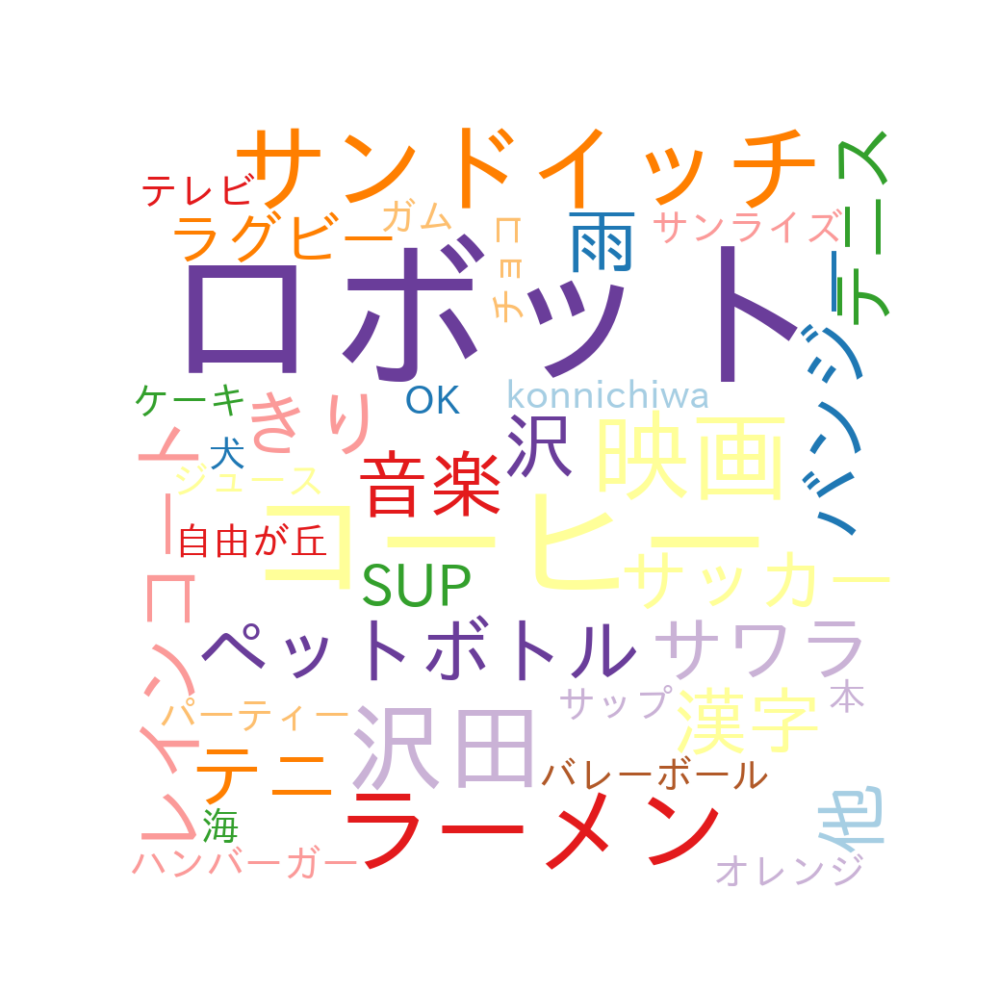 サンドイッチ
テニス
テレビ
ラグビー
ガム
チョコ
雨
サンライズ
ロボット
バンジー
ケーキ
きり
OK
konnichiwa
レインコート
犬
音楽
沢
映画
ジュース
コーヒー
自由が丘
SUP
サッカー
ペットボトル
サワラ
パーティー
沢田
サップ
漢字
本
テニ
バレーボール
海
ラーメン
他
ハンバーガー
オレンジ